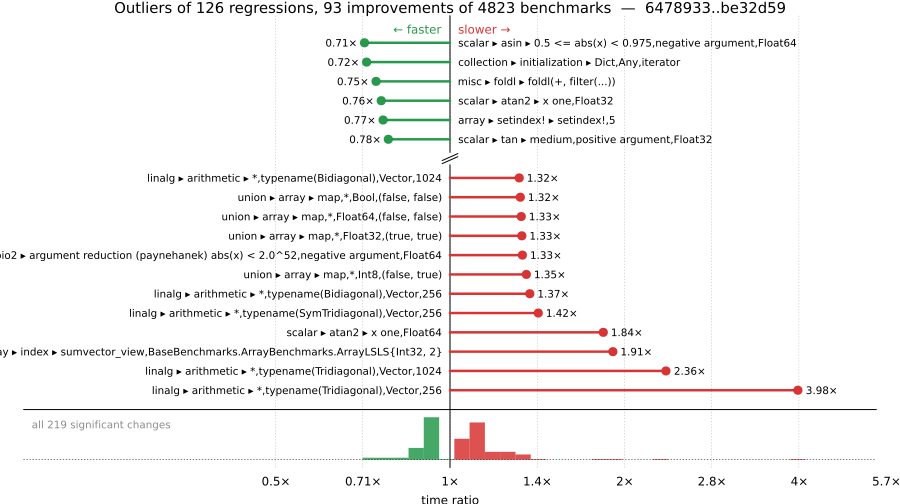 Outliers of 126 regressions, 93 improvements of 4823 benchmarks — 6478933..be32d59
← faster slower →
0.71× scalar ▸ asin ▸ 0.5 <= abs(x) < 0.975,negative argument,Float64
0.72× collection ▸ initialization ▸ Dict,Any,iterator
0.75× misc ▸ foldl ▸ foldl(+, filter(...))
0.76× scalar ▸ atan2 ▸ x one,Float32
0.77× array ▸ setindex! ▸ setindex!,5
0.78× scalar ▸ tan ▸ medium,positive argument,Float32
linalg ▸ arithmetic ▸ *,typename(Bidiagonal),Vector,1024 1.32×
union ▸ array ▸ map,*,Bool,(false, false) 1.32×
union ▸ array ▸ map,*,Float64,(false, false) 1.33×
union ▸ array ▸ map,*,Float32,(true, true) 1.33×
pio2 ▸ argument reduction (paynehanek) abs(x) < 2.0^52,negative argument,Float64 1.33×
union ▸ array ▸ map,*,Int8,(false, true) 1.35×
linalg ▸ arithmetic ▸ *,typename(Bidiagonal),Vector,256 1.37×
linalg ▸ arithmetic ▸ *,typename(SymTridiagonal),Vector,256 1.42×
scalar ▸ atan2 ▸ x one,Float64 1.84×
ay ▸ index ▸ sumvector_view,BaseBenchmarks.ArrayBenchmarks.ArrayLSLS{Int32, 2} 1.91×
linalg ▸ arithmetic ▸ *,typename(Tridiagonal),Vector,1024 2.36×
linalg ▸ arithmetic ▸ *,typename(Tridiagonal),Vector,256 3.98×
all 219 significant changes
0.5× 0.71× 1× 1.4× 2× 2.8× 4× 5.7×
time ratio